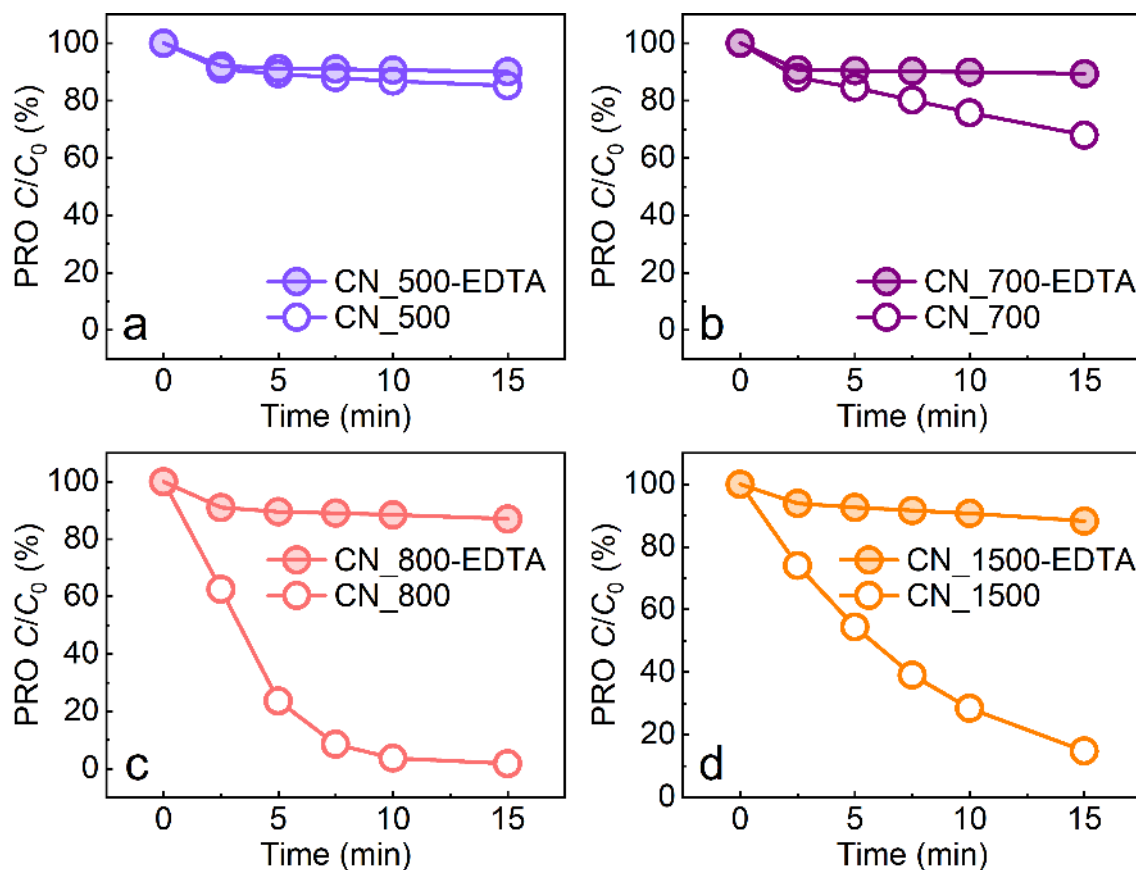 100
80
60
40
20
0
PRO C/C₀ (%)
CN_500-EDTA
CN_500
a
0 5 10 15
Time (min)
100
80
60
40
20
0
PRO C/C₀ (%)
CN_700-EDTA
CN_700
b
0 5 10 15
Time (min)
100
80
60
40
20
0
PRO C/C₀ (%)
CN_800-EDTA
CN_800
c
0 5 10 15
Time (min)
100
80
60
40
20
0
PRO C/C₀ (%)
CN_1500-EDTA
CN_1500
d
0 5 10 15
Time (min)